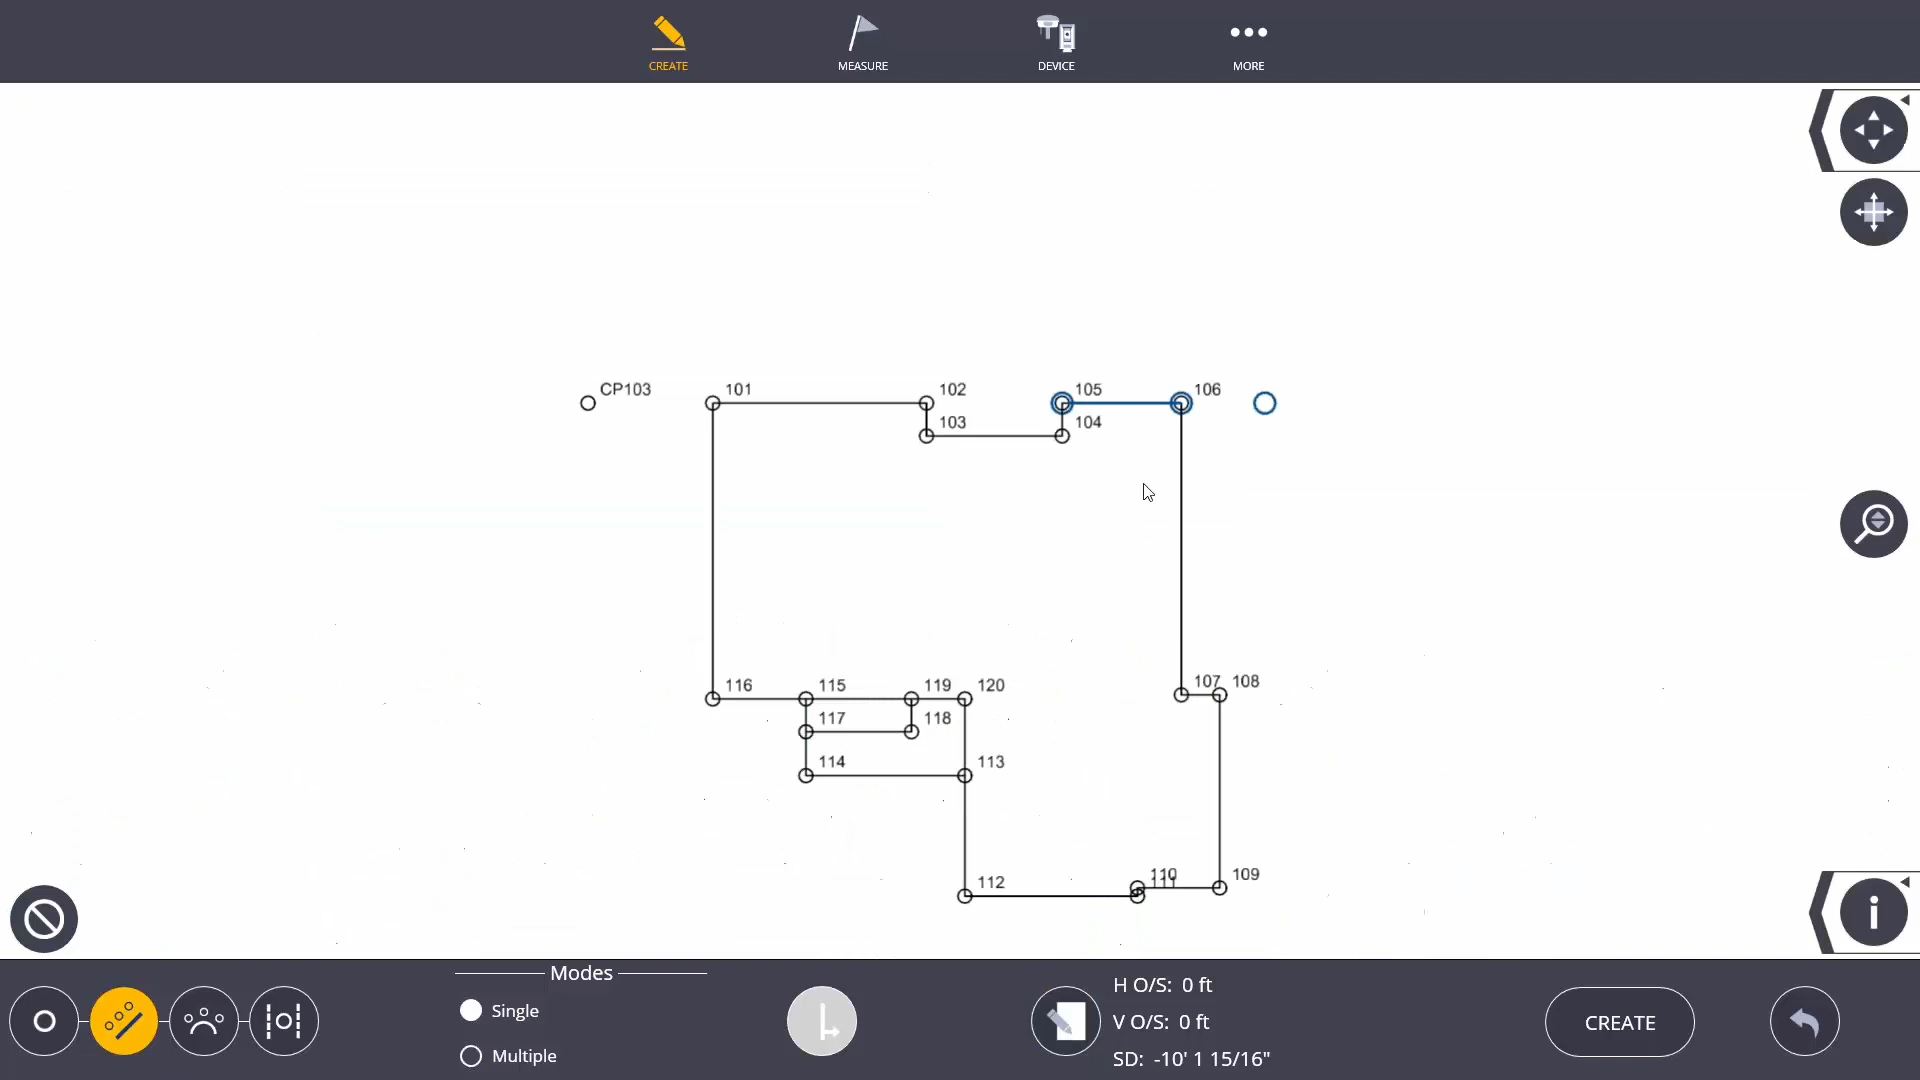 CREATE
MEASURE
DEVICE
MORE
CP103
101
102
105
106
103
104
116
115
119
120
107
108
117
118
114
113
112
110
111
109
Modes
Single
Multiple
H O/S: 0 ft
V O/S: 0 ft
SD: -10' 1 15/16"
CREATE